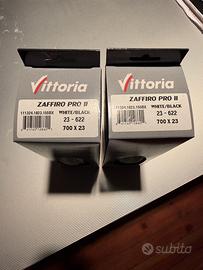 Vittoria
ZAFFIRO PRO II
WHITE/BLACK
23 - 622
700 X 23
Vittoria
ZAFFIRO PRO II
WHITE/BLACK
23 - 622
700 X 23
subito